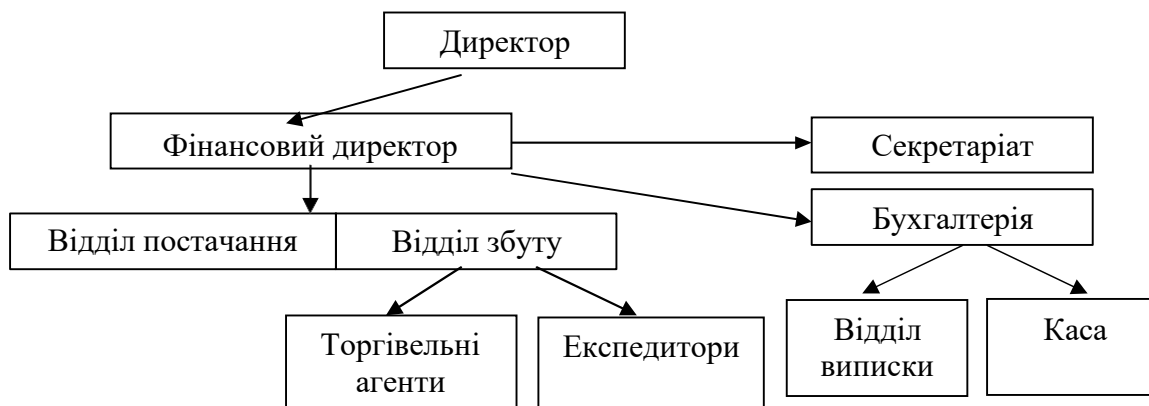 Директор
Фінансовий директор
Секретаріат
Бухгалтерія
Відділ постачання
Відділ збуту
Торгівельні
агенти
Експедитори
Відділ
виписки
Каса